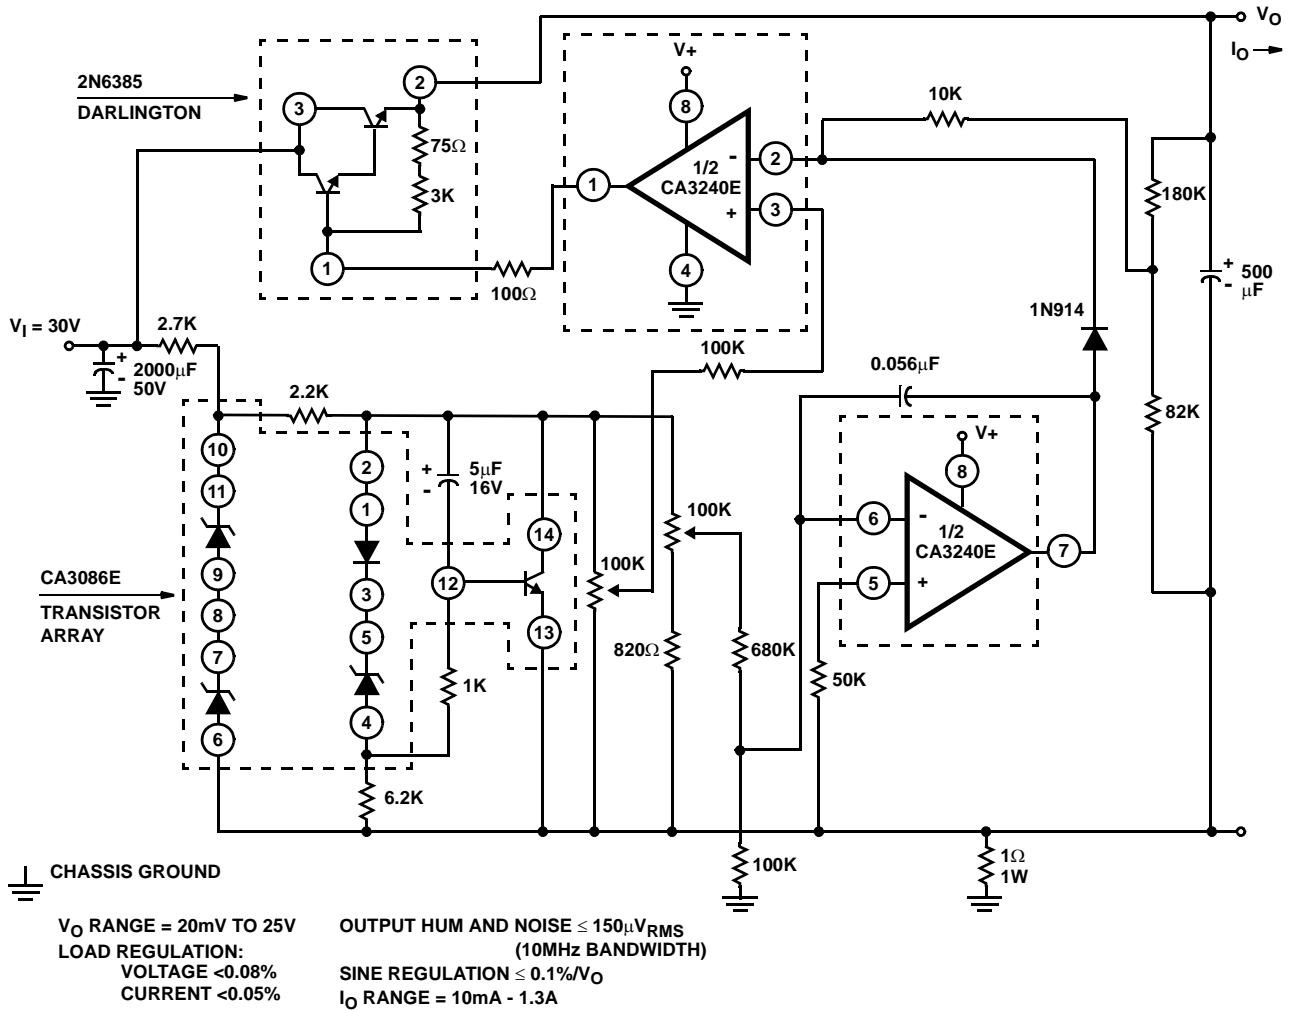 V_O
I_O
2N6385
DARLINGTON
3
2
75Ω
3K
1
100Ω
V+
8
1
1/2
CA3240E
-
2
+
3
4
10K
180K
+
-
500
μF
82K
1N914
V_I = 30V
2.7K
+
-
2000μF
50V
2.2K
100K
0.056μF
CA3086E
TRANSISTOR
ARRAY
10
11
9
8
7
6
2
1
3
5
4
6.2K
+
-
5μF
16V
12
1K
14
13
100K
100K
820Ω
680K
100K
V+
8
6
-
5
+
1/2
CA3240E
7
50K
1Ω
1W
CHASSIS GROUND
V_O RANGE = 20mV TO 25V
LOAD REGULATION:
VOLTAGE <0.08%
CURRENT <0.05%
OUTPUT HUM AND NOISE ≤ 150μV_RMS
(10MHz BANDWIDTH)
SINE REGULATION ≤ 0.1%/V_O
I_O RANGE = 10mA - 1.3A